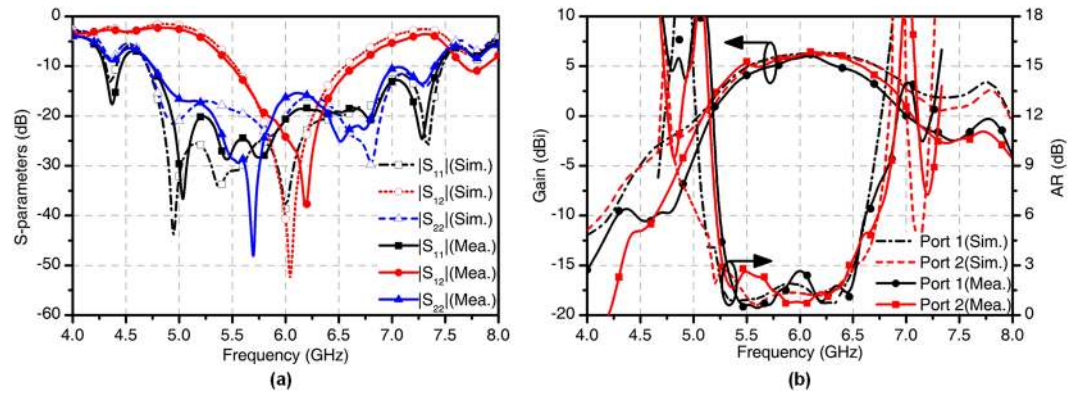 S-parameters (dB)
0
-10
-20
-30
-40
-50
-60
|S11|(Sim.)
|S12|(Sim.)
|S22|(Sim.)
|S11|(Mea.)
|S12|(Mea.)
|S22|(Mea.)
4.0 4.5 5.0 5.5 6.0 6.5 7.0 7.5 8.0
Frequency (GHz)
(a)
Gain (dBi)
10
5
0
-5
-10
-15
-20
18
15
12
9
6
3
0
AR (dB)
Port 1(Sim.)
Port 2(Sim.)
Port 1(Mea.)
Port 2(Mea.)
4.0 4.5 5.0 5.5 6.0 6.5 7.0 7.5 8.0
Frequency (GHz)
(b)